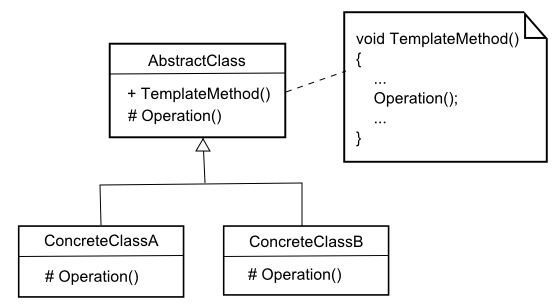 AbstractClass
+ TemplateMethod()
# Operation()
void TemplateMethod()
{
...
Operation();
...
}
ConcreteClassA
# Operation()
ConcreteClassB
# Operation()